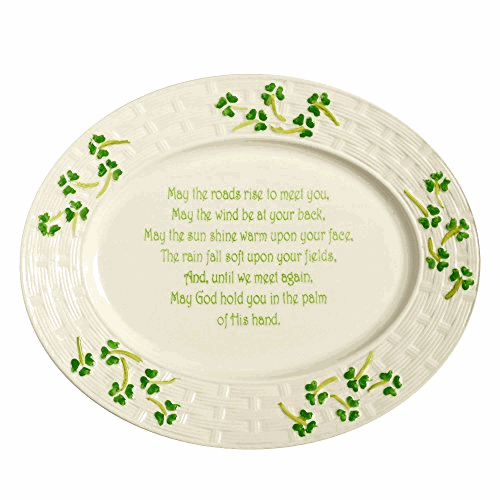 May the roads rise to meet you,
May the wind be at your back,
May the sun shine warm upon your face,
The rain fall soft upon your fields,
And, until we meet again,
May God hold you in the palm
of His hand.